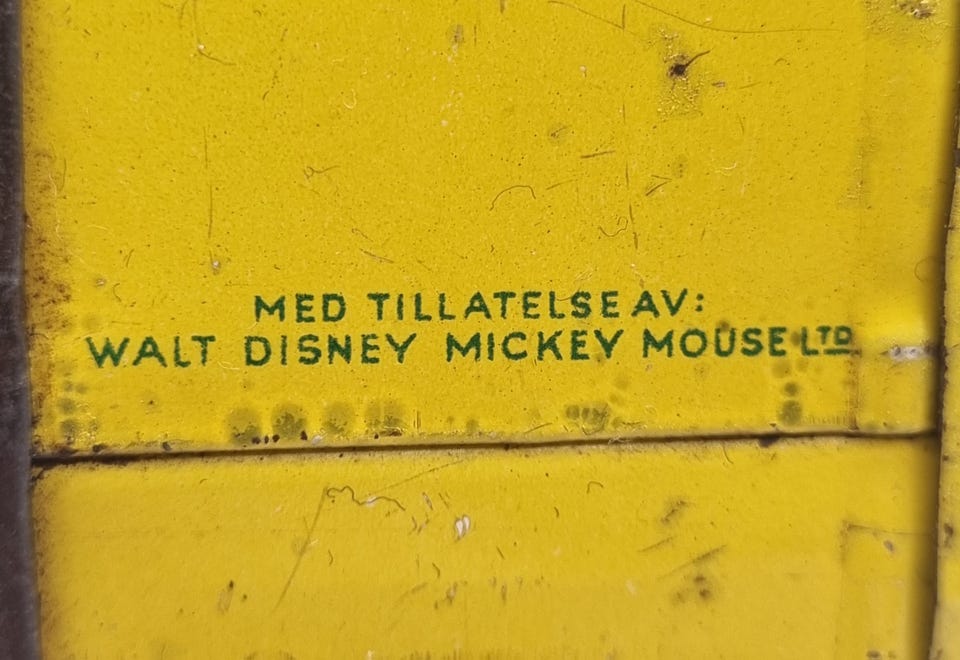 MED TILLATELSE AV:
WALT DISNEY MICKEY MOUSE LTD